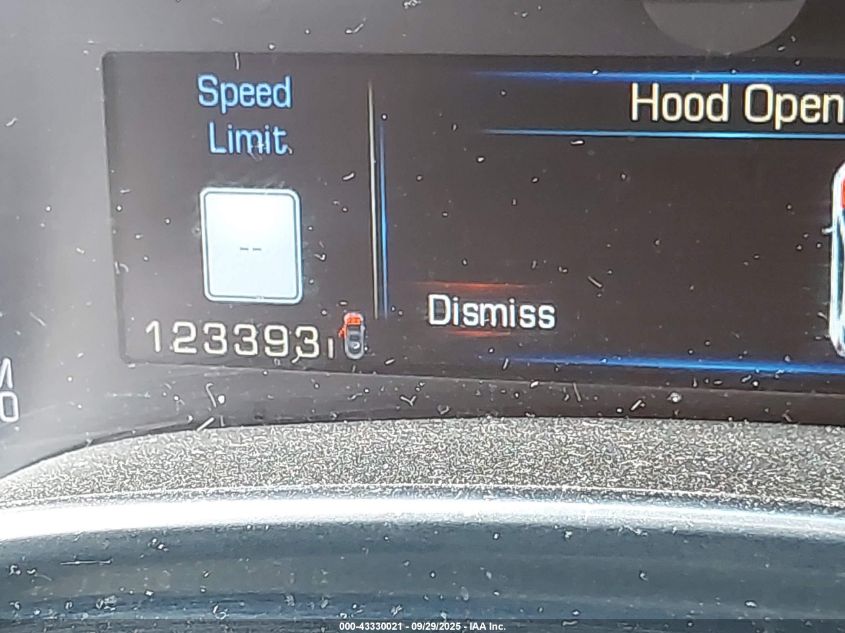 Speed
Limit
--
Hood Open
Dismiss
123393
000-43330021 - 09/29/2025 - IAA Inc.